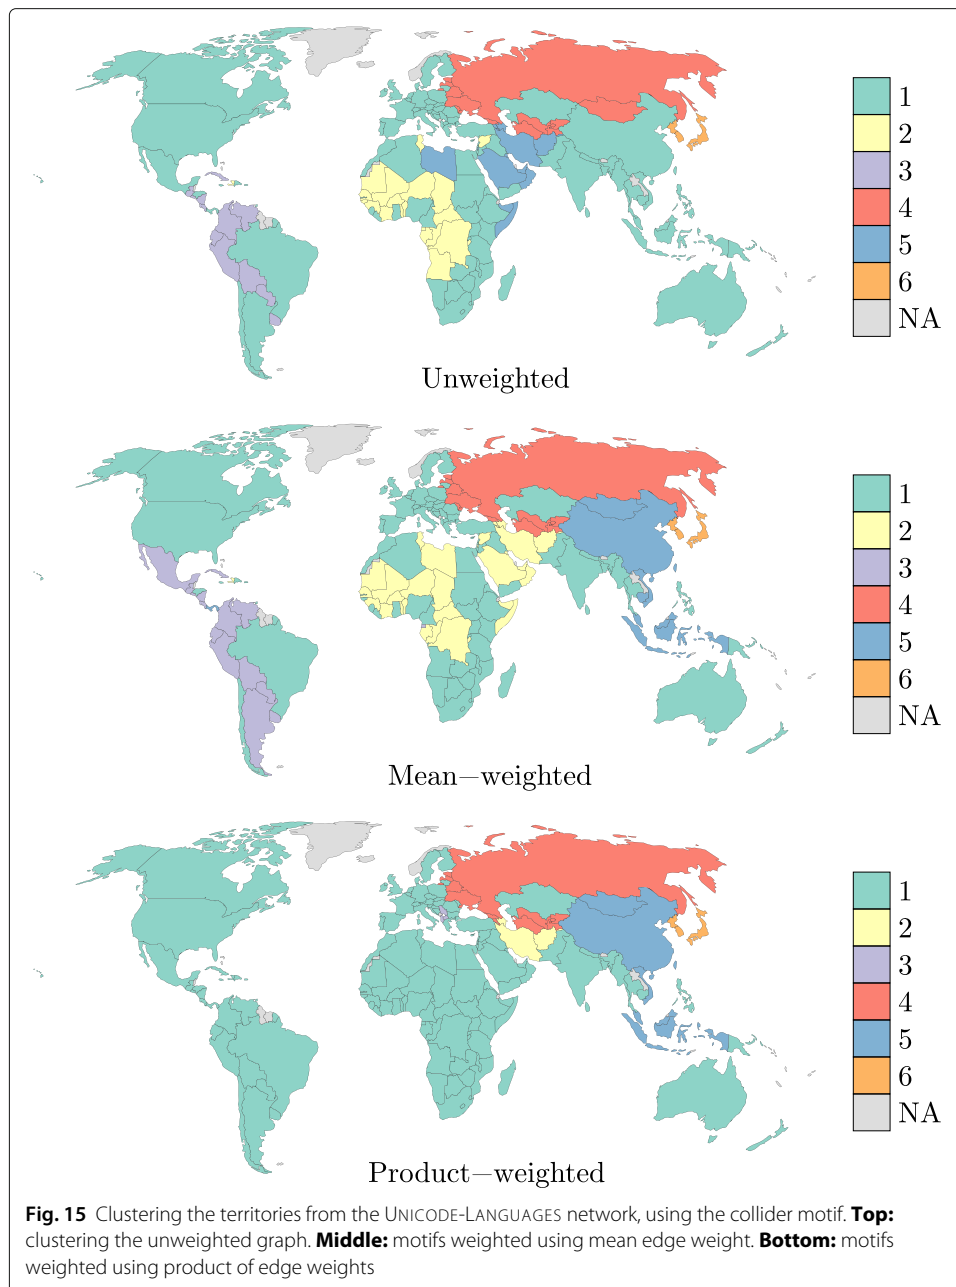 1
2
3
4
5
6
NA
Unweighted
1
2
3
4
5
6
NA
Mean–weighted
1
2
3
4
5
6
NA
Product–weighted
Fig. 15 Clustering the territories from the UNICODE-LANGUAGES network, using the collider motif. Top:
clustering the unweighted graph. Middle: motifs weighted using mean edge weight. Bottom: motifs
weighted using product of edge weights